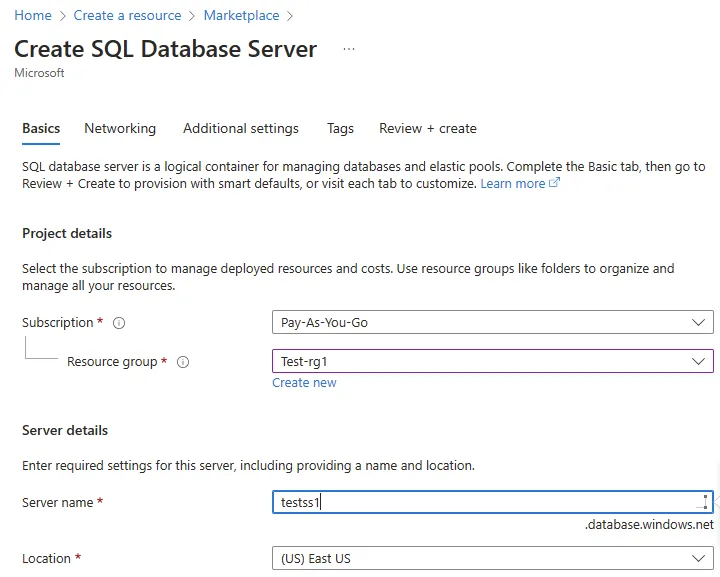 Home > Create a resource > Marketplace >
Create SQL Database Server ...
Microsoft
Basics Networking Additional settings Tags Review + create
SQL database server is a logical container for managing databases and elastic pools. Complete the Basic tab, then go to
Review + Create to provision with smart defaults, or visit each tab to customize. Learn more
Project details
Select the subscription to manage deployed resources and costs. Use resource groups like folders to organize and
manage all your resources.
Subscription * Pay-As-You-Go
Resource group * Test-rg1
Create new
Server details
Enter required settings for this server, including providing a name and location.
Server name * testss1
.database.windows.net
Location * (US) East US